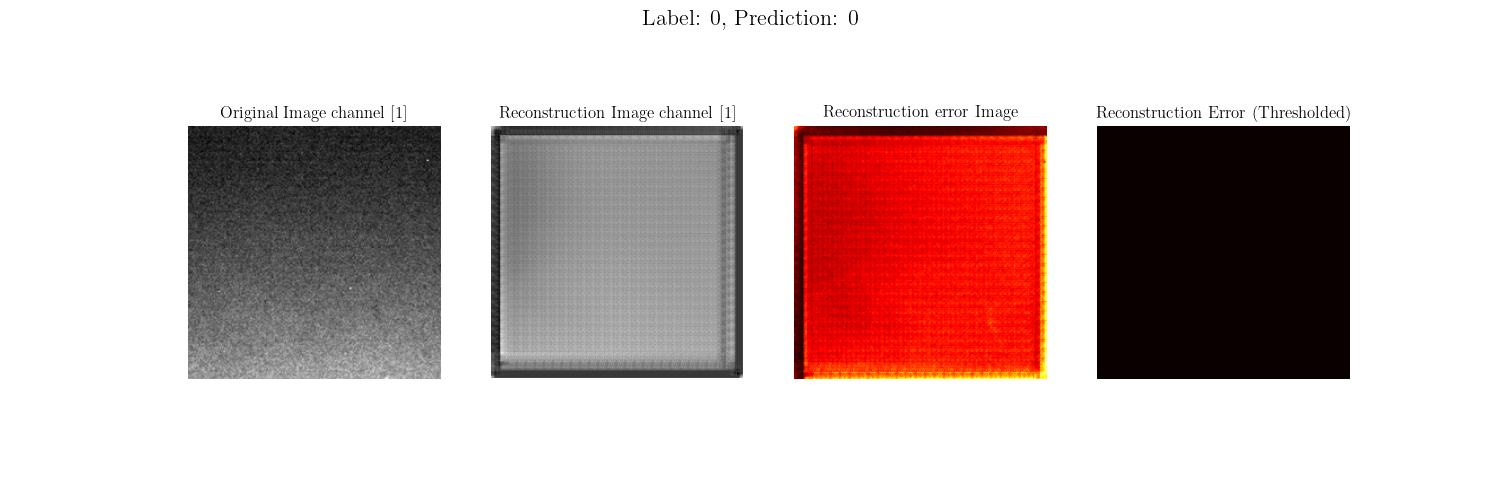 Label: 0, Prediction: 0
Original Image channel [1]
Reconstruction Image channel [1]
Reconstruction error Image
Reconstruction Error (Thresholded)